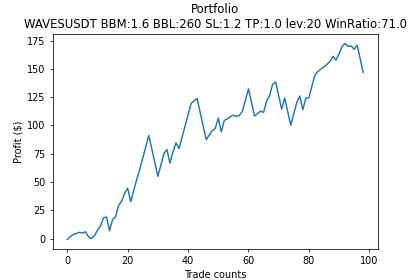 Portfolio
WAVESUSDT BBM:1.6 BBL:260 SL:1.2 TP:1.0 lev:20 WinRatio:71.0
Profit ($)
175
150
125
100
75
50
25
0
0 20 40 60 80 100
Trade counts